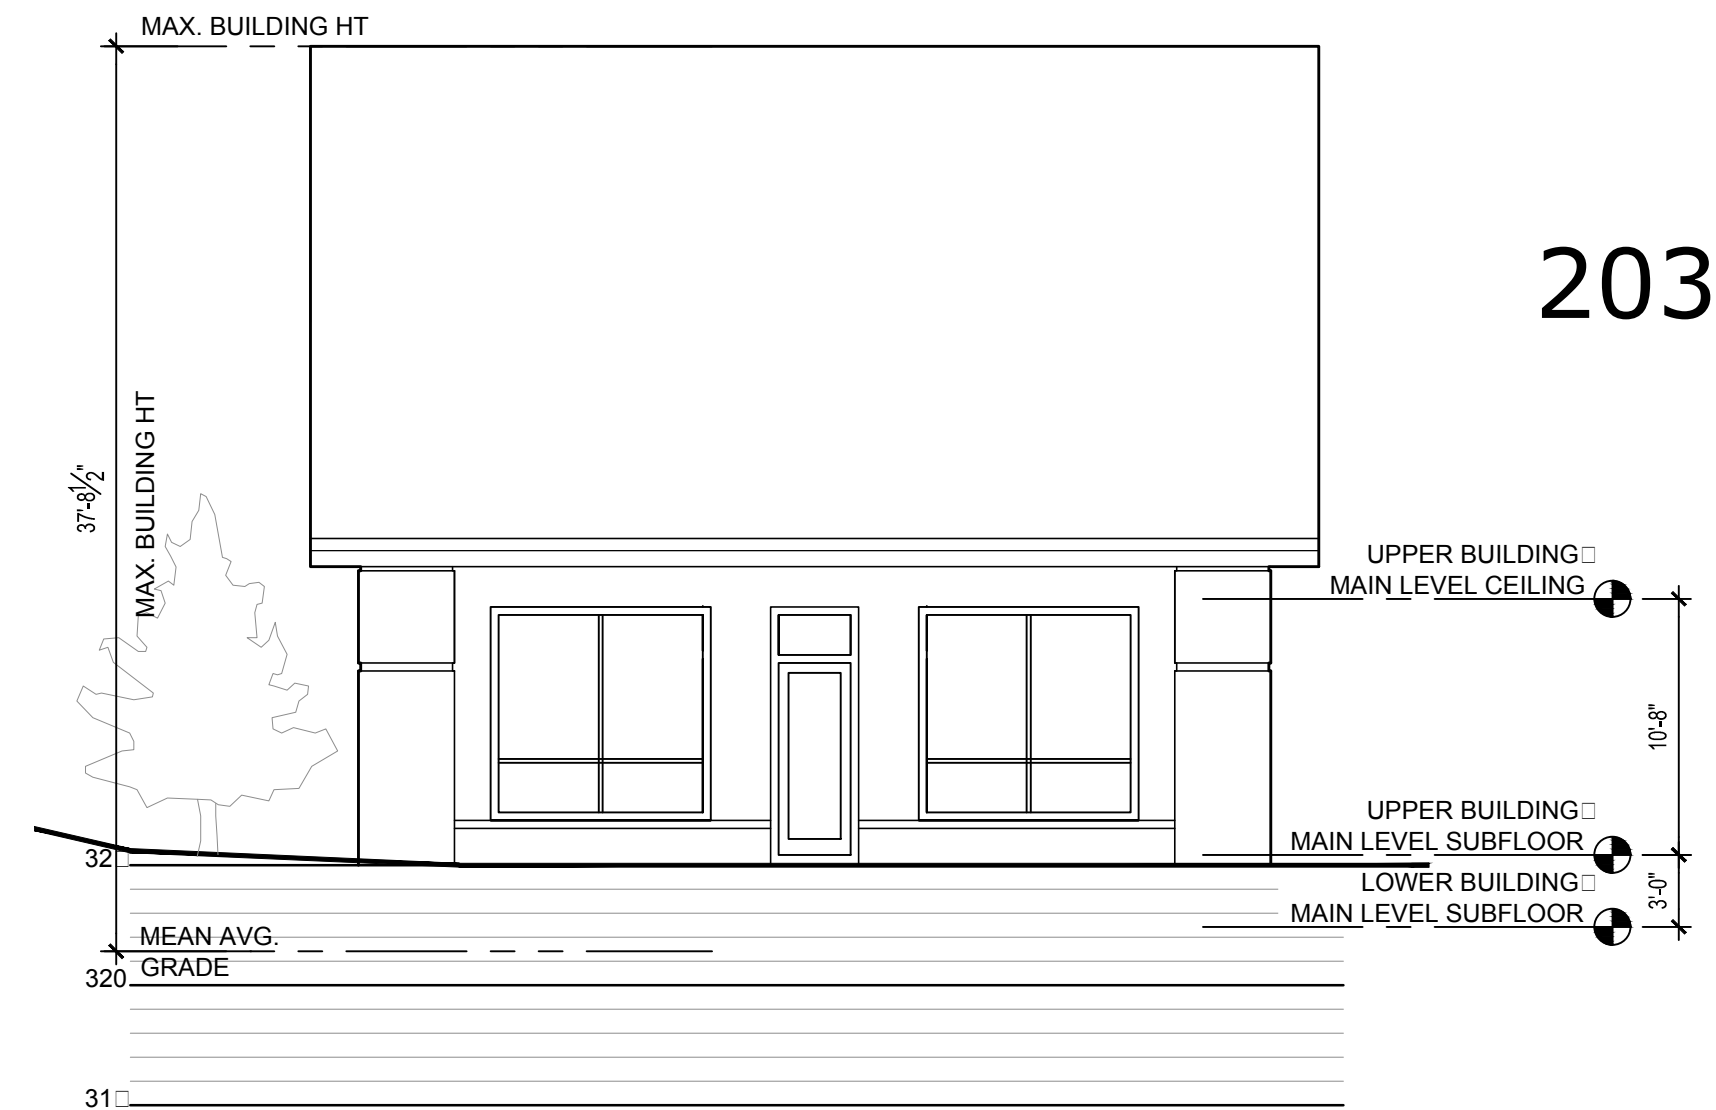 MAX. BUILDING HT
203
MAX. BUILDING HT
37'-8½"
UPPER BUILDING
MAIN LEVEL CEILING
10'-8"
UPPER BUILDING
MAIN LEVEL SUBFLOOR
32
LOWER BUILDING
3'-0"
MAIN LEVEL SUBFLOOR
MEAN AVG.
GRADE
320
31